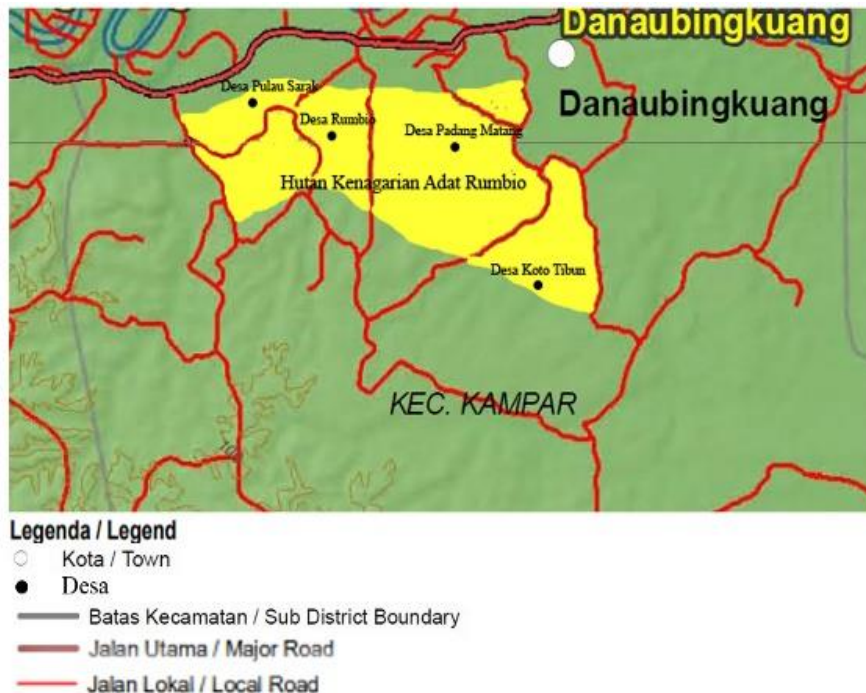 Danaubingkuang
Desa Pulau Sarak
Danaubingkuang
Desa Rumbio
Desa Padang Matang
Hutan Kenagarian Adat Rumbio
Desa Koto Tibun
KEC. KAMPAR
Legenda / Legend
Kota / Town
Desa
Batas Kecamatan / Sub District Boundary
Jalan Utama / Major Road
Jalan Lokal / Local Road